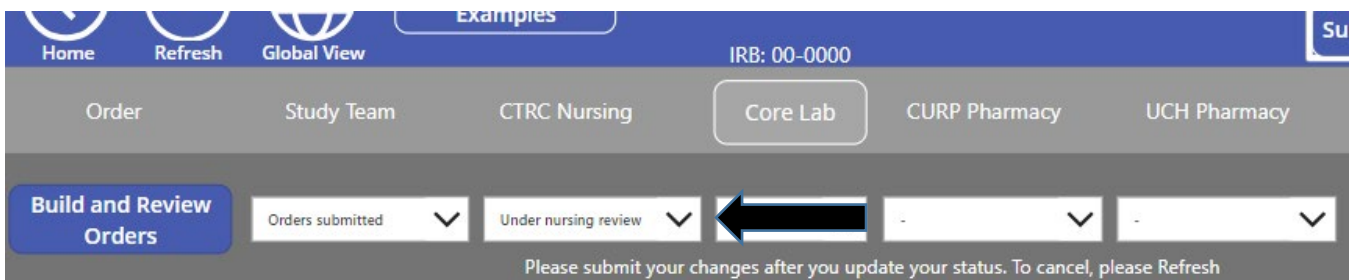 Examples
Su
Home Refresh Global View
IRB: 00-0000
Order Study Team CTRC Nursing Core Lab CURP Pharmacy UCH Pharmacy
Build and Review
Orders
Orders submitted Under nursing review - -
Please submit your changes after you update your status. To cancel, please Refresh